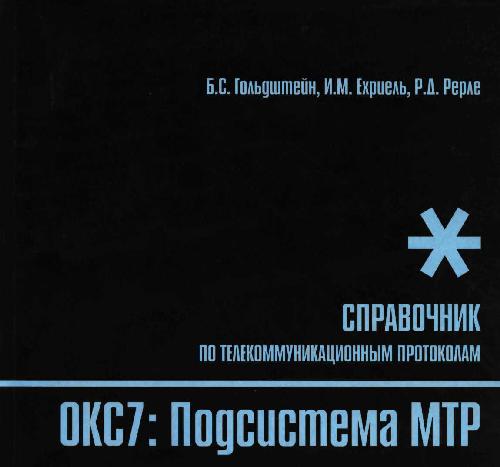 Б.С. Гольдштейн, И.М. Ехриель, Р.Д. Рерле
СПРАВОЧНИК
ПО ТЕЛЕКОММУНИКАЦИОННЫМ ПРОТОКОЛАМ
ОКС7: Подсистема МТР